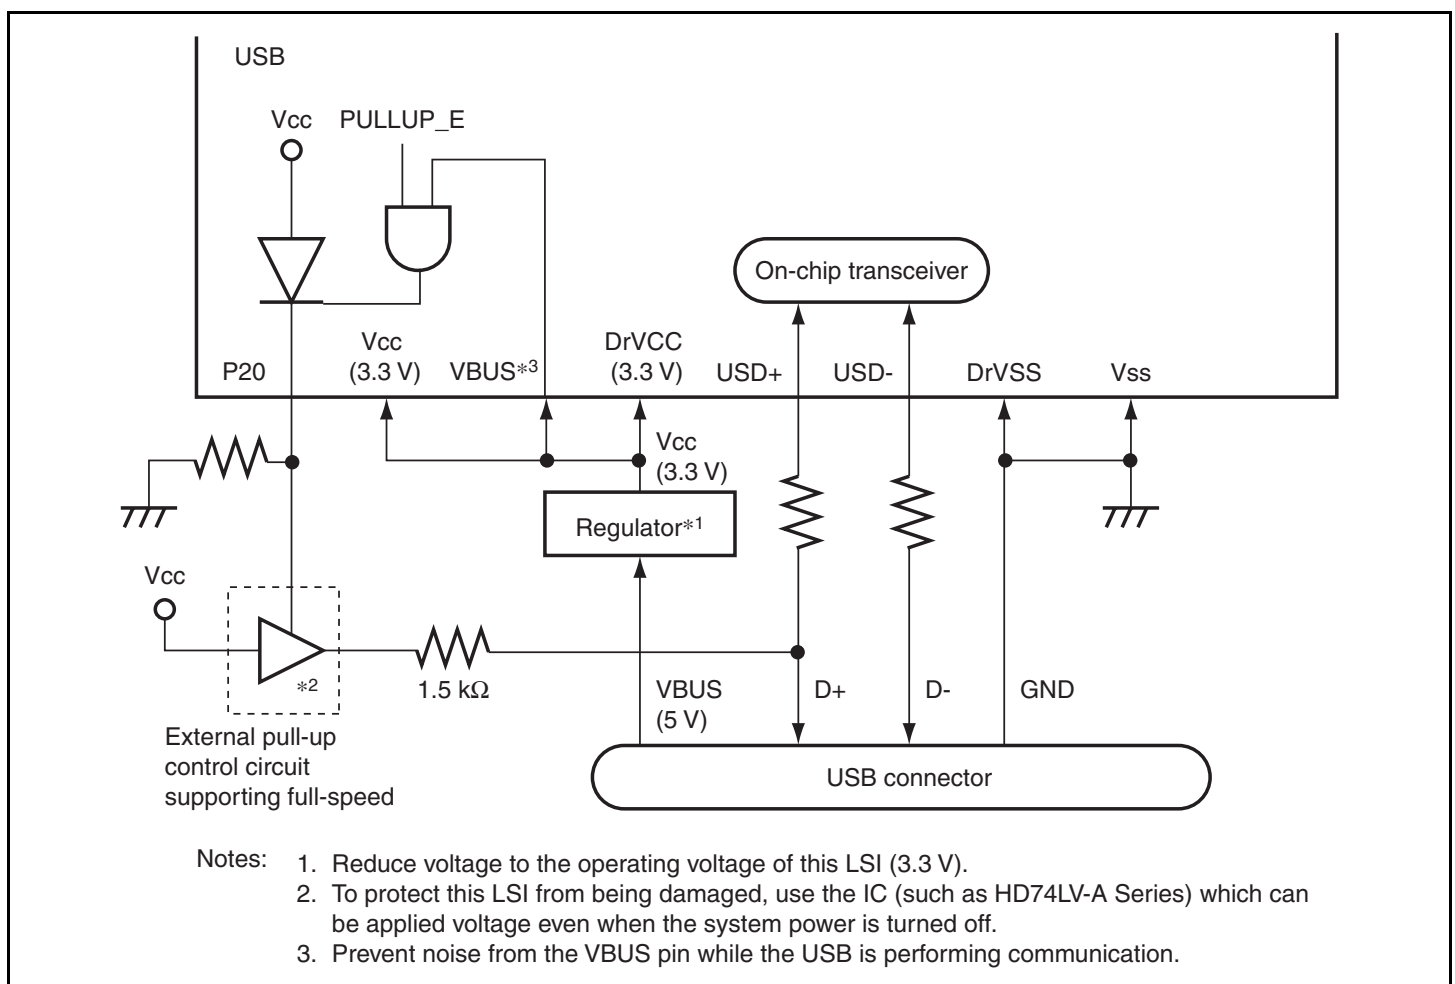 USB
Vcc
PULLUP_E
On-chip transceiver
P20
Vcc
(3.3 V)
VBUS*3
DrVCC
(3.3 V)
USD+
USD-
DrVSS
Vss
Vcc
(3.3 V)
Regulator*1
Vcc
*2
1.5 kΩ
VBUS
(5 V)
D+
D-
GND
External pull-up
control circuit
supporting full-speed
USB connector
Notes: 1. Reduce voltage to the operating voltage of this LSI (3.3 V).
2. To protect this LSI from being damaged, use the IC (such as HD74LV-A Series) which can
be applied voltage even when the system power is turned off.
3. Prevent noise from the VBUS pin while the USB is performing communication.